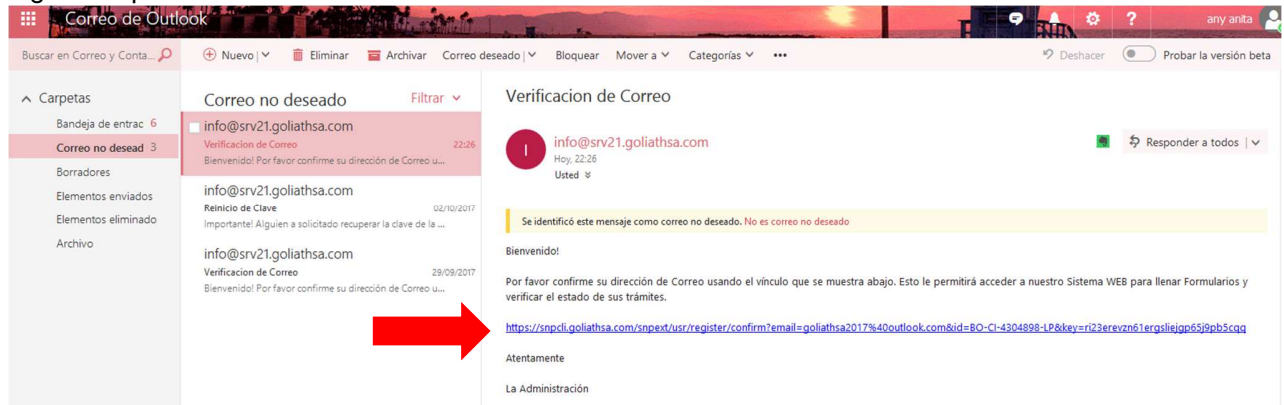 Correo de Outlook
any anita
Buscar en Correo y Conta...
Nuevo
Eliminar
Archivar
Correo deseado
Bloquear
Mover a
Categorías
Deshacer
Probar la versión beta
Carpetas
Bandeja de entrac 6
Correo no desead 3
Borradores
Elementos enviados
Elementos eliminado
Archivo
Correo no deseado
Filtrar
info@srv21.goliathsa.com
Verificacion de Correo 22:26
Bienvenido! Por favor confirme su dirección de Correo u...
info@srv21.goliathsa.com
Reinicio de Clave 02/10/2017
Importante! Alguien a solicitado recuperar la clave de la ...
info@srv21.goliathsa.com
Verificacion de Correo 29/09/2017
Bienvenido! Por favor confirme su dirección de Correo u...
Verificacion de Correo
I
info@srv21.goliathsa.com
Hoy, 22:26
Usted
Responder a todos
Se identificó este mensaje como correo no deseado. No es correo no deseado
Bienvenido!
Por favor confirme su dirección de Correo usando el vínculo que se muestra abajo. Esto le permitirá acceder a nuestro Sistema WEB para llenar Formularios y
verificar el estado de sus trámites.
https://snpcli.goliathsa.com/snpext/usr/register/confirm?email=goliathsa2017%40outlook.com&id=BO-CI-4304898-LP&key=ri23erevzn61ergsliejgp65j9pb5cqq
Atentamente
La Administración